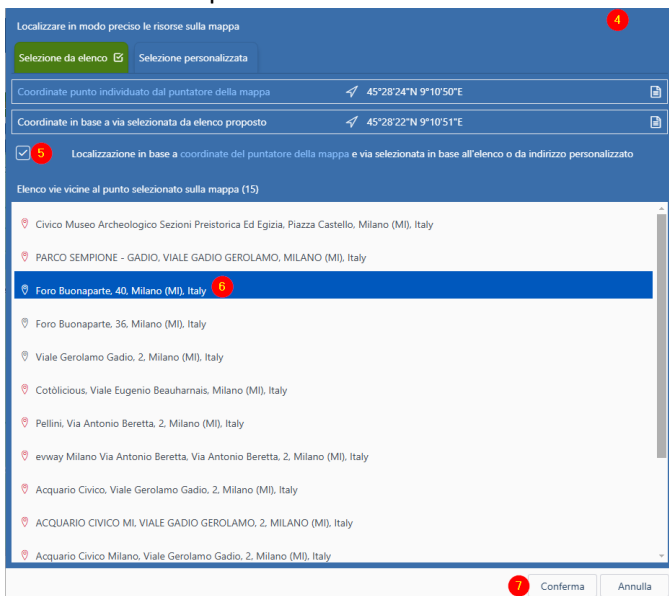 Localizzare in modo preciso le risorse sulla mappa 4
Selezione da elenco Selezione personalizzata
Coordinate punto individuato dal puntatore della mappa 45°28'24"N 9°10'50"E
Coordinate in base a via selezionata da elenco proposto 45°28'22"N 9°10'51"E
5 Localizzazione in base a coordinate del puntatore della mappa e via selezionata in base all'elenco o da indirizzo personalizzato
Elenco vie vicine al punto selezionato sulla mappa (15)
Civico Museo Archeologico Sezioni Preistorica Ed Egizia, Piazza Castello, Milano (MI), Italy
PARCO SEMPIONE - GADIO, VIALE GADIO GEROLAMO, MILANO (MI), Italy
Foro Buonaparte, 40, Milano (MI), Italy 6
Foro Buonaparte, 36, Milano (MI), Italy
Viale Gerolamo Gadio, 2, Milano (MI), Italy
Cotòlicious, Viale Eugenio Beauharnais, Milano (MI), Italy
Pellini, Via Antonio Beretta, 2, Milano (MI), Italy
evway Milano Via Antonio Beretta, Via Antonio Beretta, 2, Milano (MI), Italy
Acquario Civico, Viale Gerolamo Gadio, 2, Milano (MI), Italy
ACQUARIO CIVICO MI, VIALE GADIO GEROLAMO, 2, MILANO (MI), Italy
Acquario Civico Milano, Viale Gerolamo Gadio, 2, Milano (MI), Italy
7 Conferma Annulla